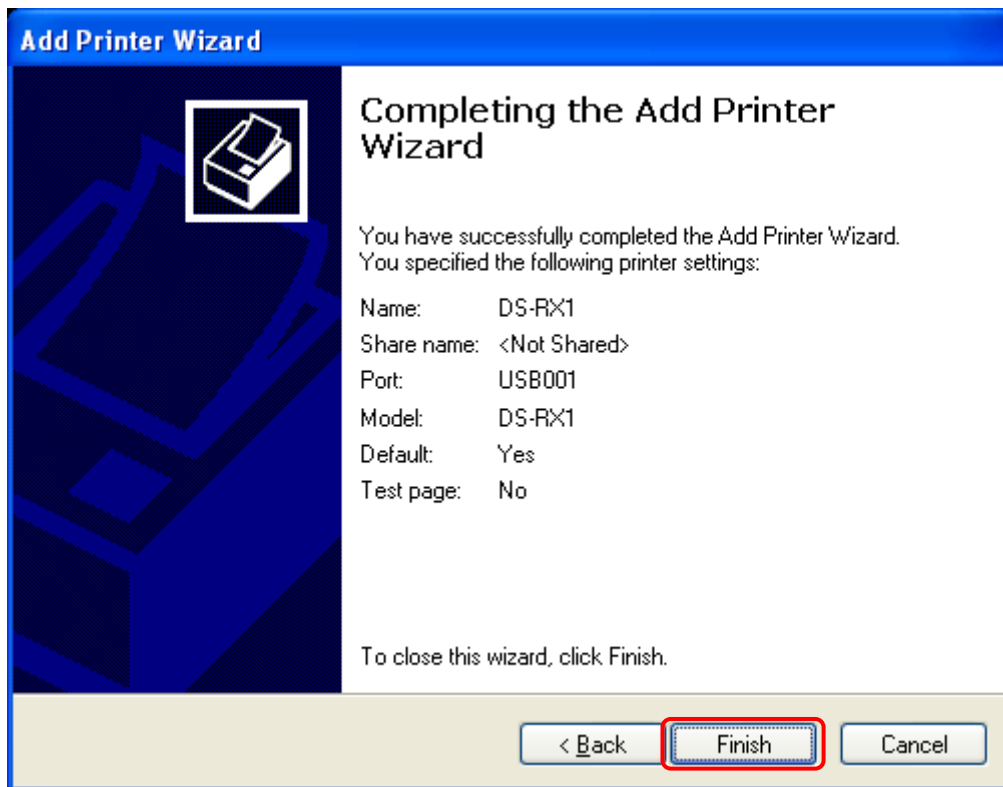 Add Printer Wizard
Completing the Add Printer
Wizard
You have successfully completed the Add Printer Wizard.
You specified the following printer settings:
Name: DS-RX1
Share name: <Not Shared>
Port: USB001
Model: DS-RX1
Default: Yes
Test page: No
To close this wizard, click Finish.
< Back Finish Cancel